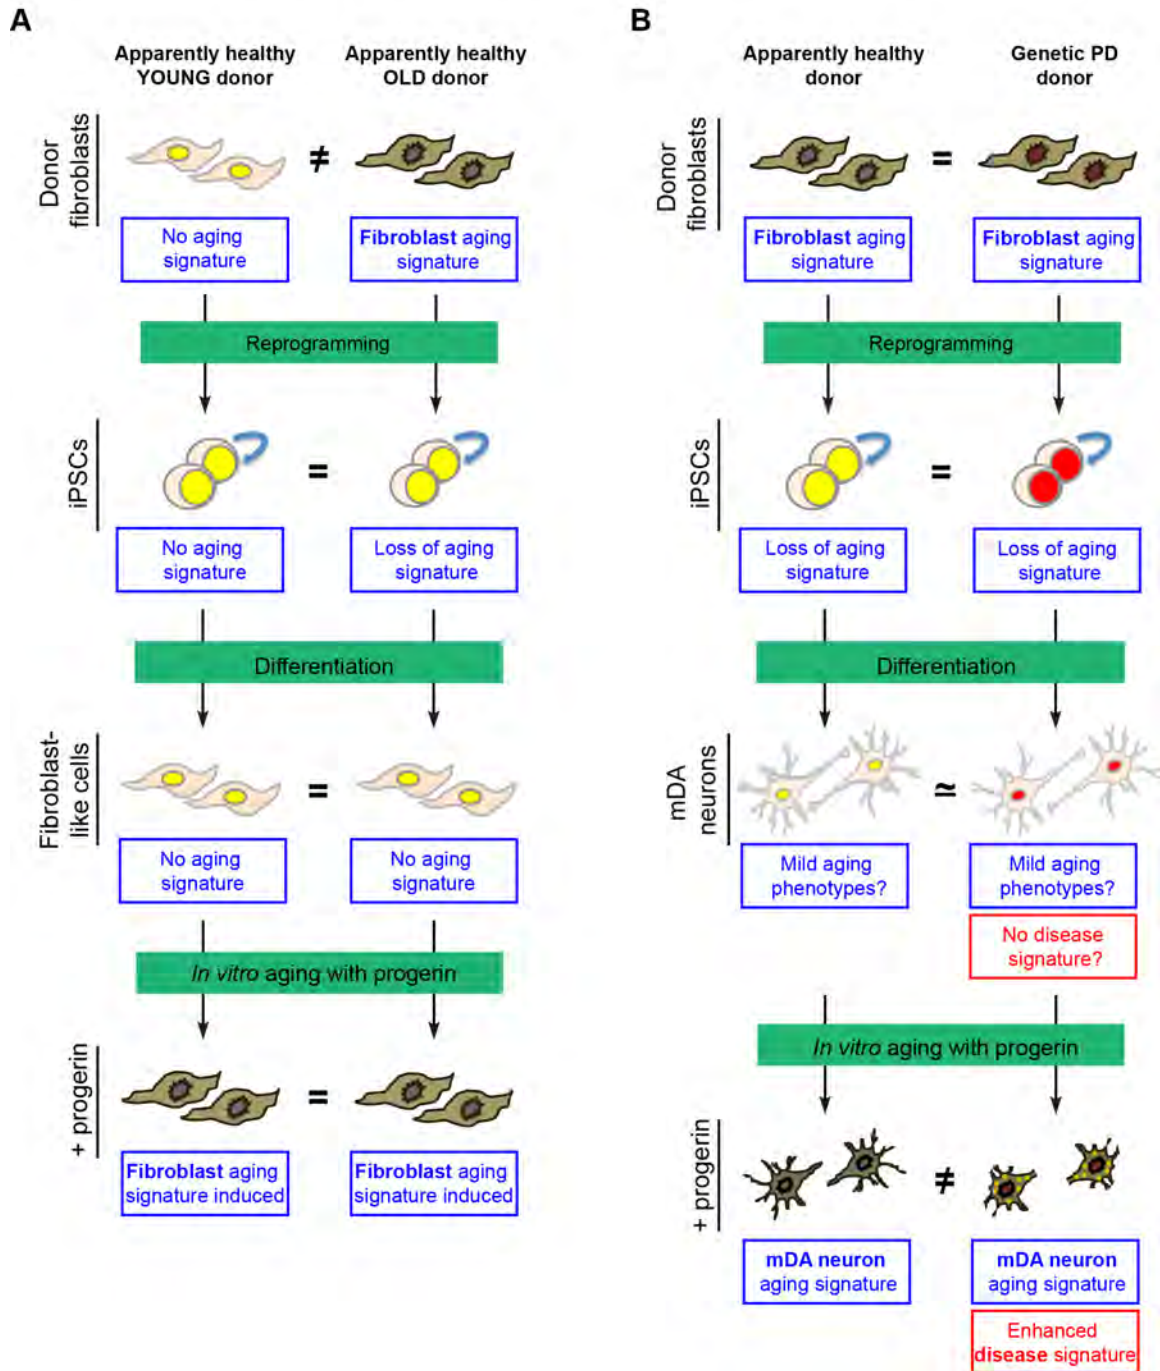 A
Apparently healthy
YOUNG donor
Apparently healthy
OLD donor
Donor
fibroblasts
≠
No aging
signature
Fibroblast aging
signature
Reprogramming
iPSCs
=
No aging
signature
Loss of aging
signature
Differentiation
Fibroblast-
like cells
=
No aging
signature
No aging
signature
In vitro aging with progerin
+ progerin
=
Fibroblast aging
signature induced
Fibroblast aging
signature induced
B
Apparently healthy
donor
Genetic PD
donor
Donor
fibroblasts
=
Fibroblast aging
signature
Fibroblast aging
signature
Reprogramming
iPSCs
=
Loss of aging
signature
Loss of aging
signature
Differentiation
mDA
neurons
≃
Mild aging
phenotypes?
Mild aging
phenotypes?
No disease
signature?
In vitro aging with progerin
+ progerin
≠
mDA neuron
aging signature
mDA neuron
aging signature
Enhanced
disease signature